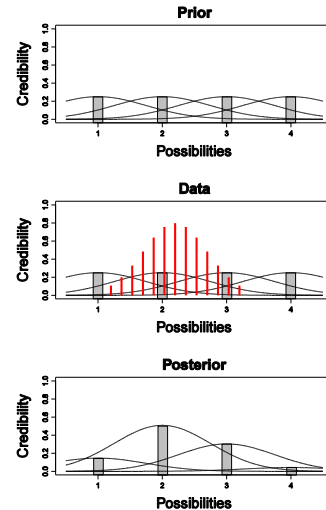 Prior
Credibility
0.0 0.2 0.4 0.6 0.8 1.0
1 2 3 4
Possibilities
Data
Credibility
0.0 0.2 0.4 0.6 0.8 1.0
1 2 3 4
Possibilities
Posterior
Credibility
0.0 0.2 0.4 0.6 0.8 1.0
1 2 3 4
Possibilities